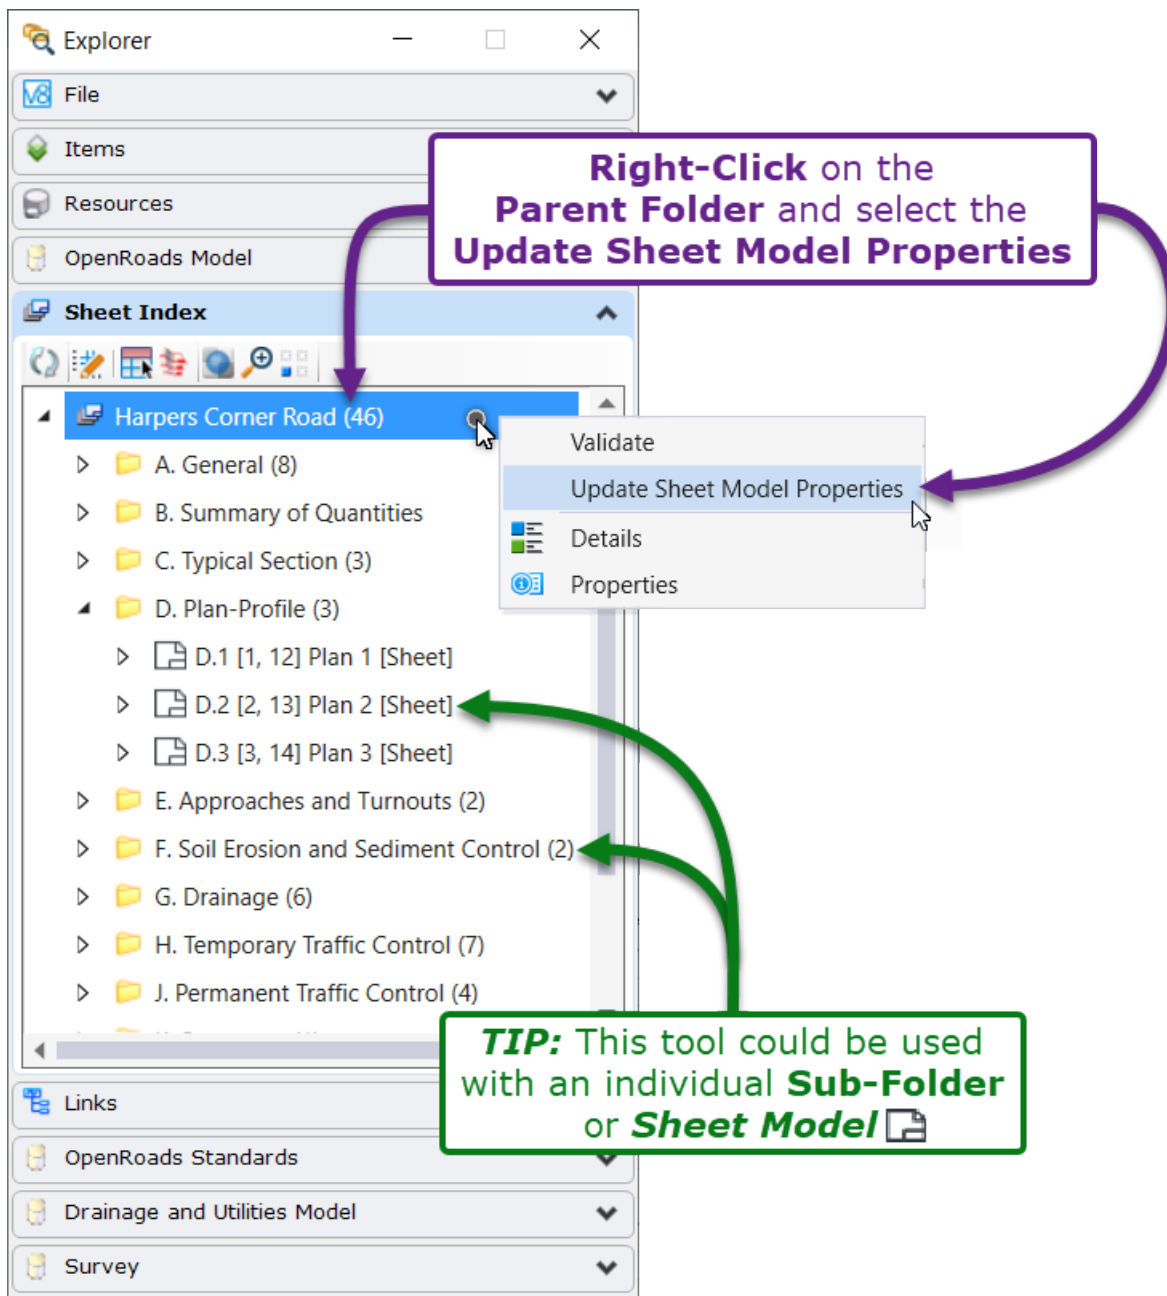 Explorer
V8 File
Items
Resources
OpenRoads Model
Right-Click on the
Parent Folder and select the
Update Sheet Model Properties
Sheet Index
Harpers Corner Road (46)
Validate
Update Sheet Model Properties
Details
Properties
A. General (8)
B. Summary of Quantities
C. Typical Section (3)
D. Plan-Profile (3)
D.1 [1, 12] Plan 1 [Sheet]
D.2 [2, 13] Plan 2 [Sheet]
D.3 [3, 14] Plan 3 [Sheet]
E. Approaches and Turnouts (2)
F. Soil Erosion and Sediment Control (2)
G. Drainage (6)
H. Temporary Traffic Control (7)
J. Permanent Traffic Control (4)
TIP: This tool could be used
with an individual Sub-Folder
or Sheet Model
Links
OpenRoads Standards
Drainage and Utilities Model
Survey